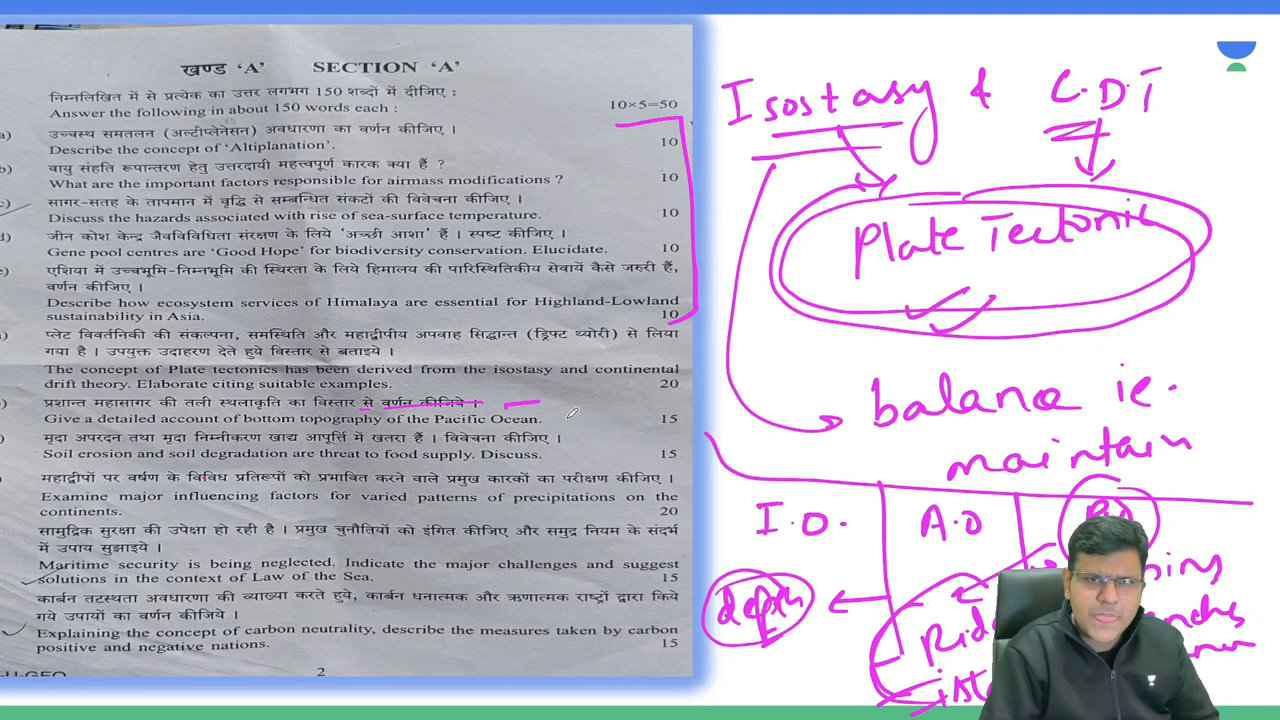 खण्ड 'A' SECTION 'A'
निम्नलिखित में से प्रत्येक का उत्तर लगभग 150 शब्दों में दीजिए :
Answer the following in about 150 words each :
10×5=50
a)
उच्चस्थ समतलन (अल्टीप्लेनेसन) अवधारणा का वर्णन कीजिए ।
Describe the concept of 'Altiplanation'. 10
b)
वायु संहति रूपान्तरण हेतु उत्तरदायी महत्त्वपूर्ण कारक क्या हैं ?
What are the important factors responsible for airmass modifications ? 10
c)
सागर-सतह के तापमान में वृद्धि से सम्बन्धित संकटों की विवेचना कीजिए ।
Discuss the hazards associated with rise of sea surface temperature. 10
d)
जीन कोश केन्द्र जैव-विविधिता संरक्षण के लिये हैं । स्पष्ट कीजिए ।
Gene pool centres are 'Good Hope' for biodiversity conservation. Elucidate. 10
e)
एशिया में उच्चभूमि-निम्नभूमि की स्थिरता के लिये हिमालय की पारिस्थितिकीय सेवायें कैसे जरुरी हैं,
वर्णन कीजिए ।
Describe how ecosystem services of Himalaya are essential for Highland-Lowland
sustainability in Asia. 10
प्लेट विवर्तनिकी की संकल्पना को और महाद्वीपीय अपवाह सिद्धान्त (ड्रिफ्ट थ्योरी) से लिया
गया है । उपयुक्त उदाहरण देते हुये विस्तार से बताइये ।
The concept of Plate tectonics has been derived from the isostasy and continental
drift theory. Elaborate citing suitable examples. 20
प्रशान्त महासागर की तली स्थलाकृति का विस्तार से वर्णन कीजिये ।
Give a detailed account of bottom topography of the Pacific Ocean. 15
मृदा अपरदन तथा मृदा निम्नीकरण खाद्य आपूर्ति में खतरा हैं । विवेचना कीजिए ।
Soil erosion and soil degradation are threat to food supply. Discuss. 15
महाद्वीपों पर वर्षण के विविध प्रतिरूपों को प्रभावित करने वाले प्रमुख कारकों का परीक्षण कीजिए ।
Examine major influencing factors for varied patterns of precipitations on the
continents. 20
सामुद्रिक सुरक्षा की उपेक्षा हो रही है । प्रमुख चुनौतियों को इंगित कीजिए और समुद्र नियम के संदर्भ
में उपाय सुझाइये ।
Maritime security is being neglected. Indicate the major challenges and suggest
solutions in the context of Law of the Sea. 15
कार्बन तटस्थता अवधारणा की व्याख्या करते हुये, कार्बन धनात्मक और ऋणात्मक राष्ट्रों द्वारा किये
गये उपायों का वर्णन कीजिये ।
Explaining the concept of carbon neutrality, describe the measures taken by carbon
positive and negative nations. 15
2
Isostasy & C.D.T
Plate Tectonic
balance ie.
maintain
I.O. A.O
depth